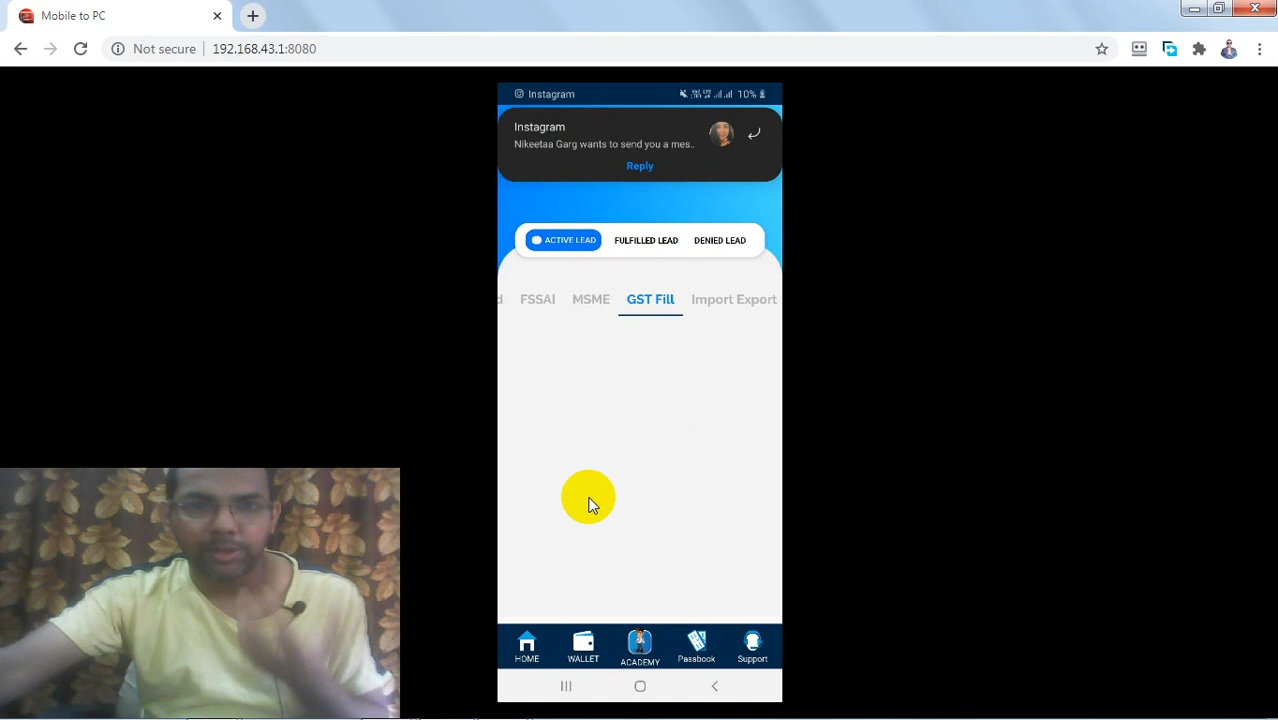 Mobile to PC
Not secure
192.168.43.1:8080
Instagram
10%
Instagram
Nikeetaa Garg wants to send you a mes..
Reply
ACTIVE LEAD
FULFILLED LEAD
DENIED LEAD
d
FSSAI
MSME
GST Fill
Import Export
HOME
WALLET
ACADEMY
Passbook
Support